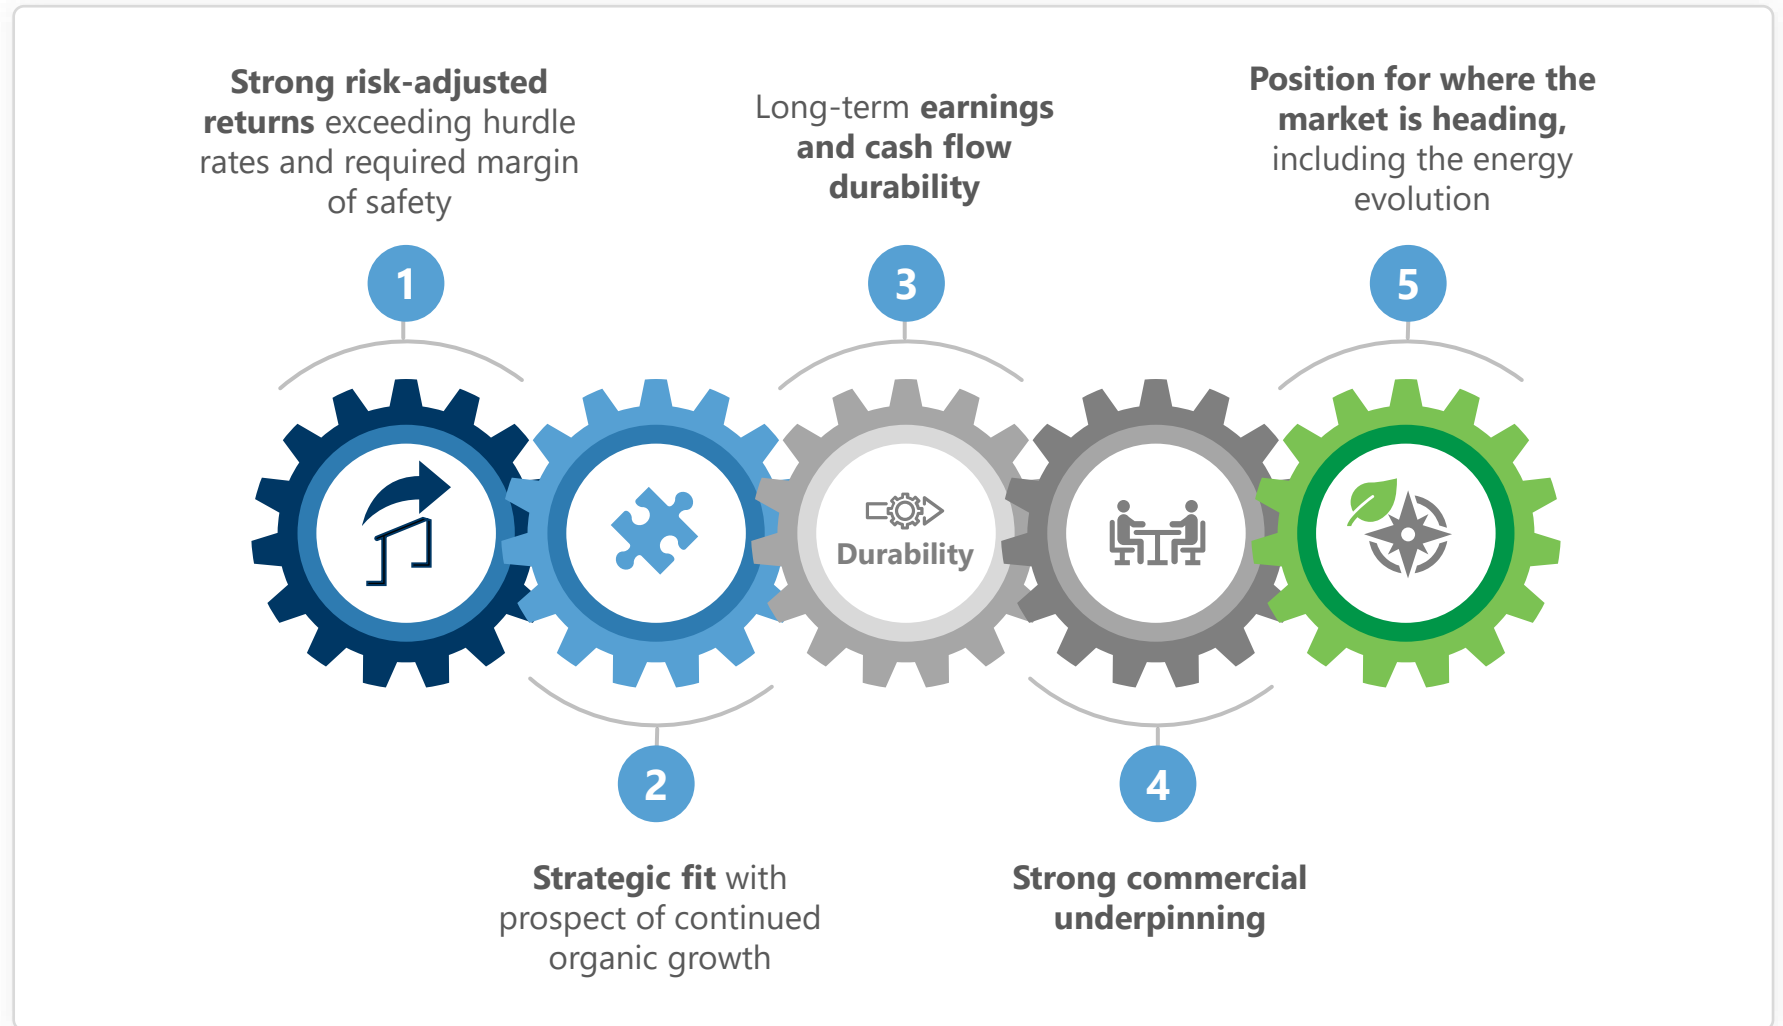 Strong risk-adjusted
returns exceeding hurdle
rates and required margin
of safety
1
2
Strategic fit with
prospect of continued
organic growth
Long-term earnings
and cash flow
durability
3
Durability
4
Strong commercial
underpinning
Position for where the
market is heading,
including the energy
evolution
5